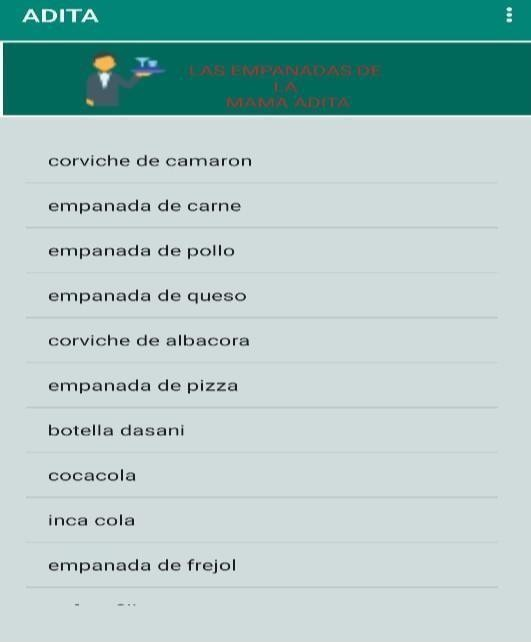 ADITA
LAS EMPANADAS DE
LA
MAMA ADITA
corviche de camaron
empanada de carne
empanada de pollo
empanada de queso
corviche de albacora
empanada de pizza
botella dasani
cocacola
inca cola
empanada de frejol